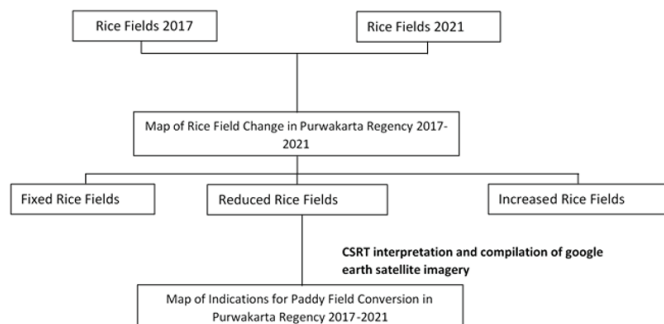 Rice Fields 2017
Rice Fields 2021
Map of Rice Field Change in Purwakarta Regency 2017-
2021
Fixed Rice Fields
Reduced Rice Fields
Increased Rice Fields
CSRT interpretation and compilation of google
earth satellite imagery
Map of Indications for Paddy Field Conversion in
Purwakarta Regency 2017-2021